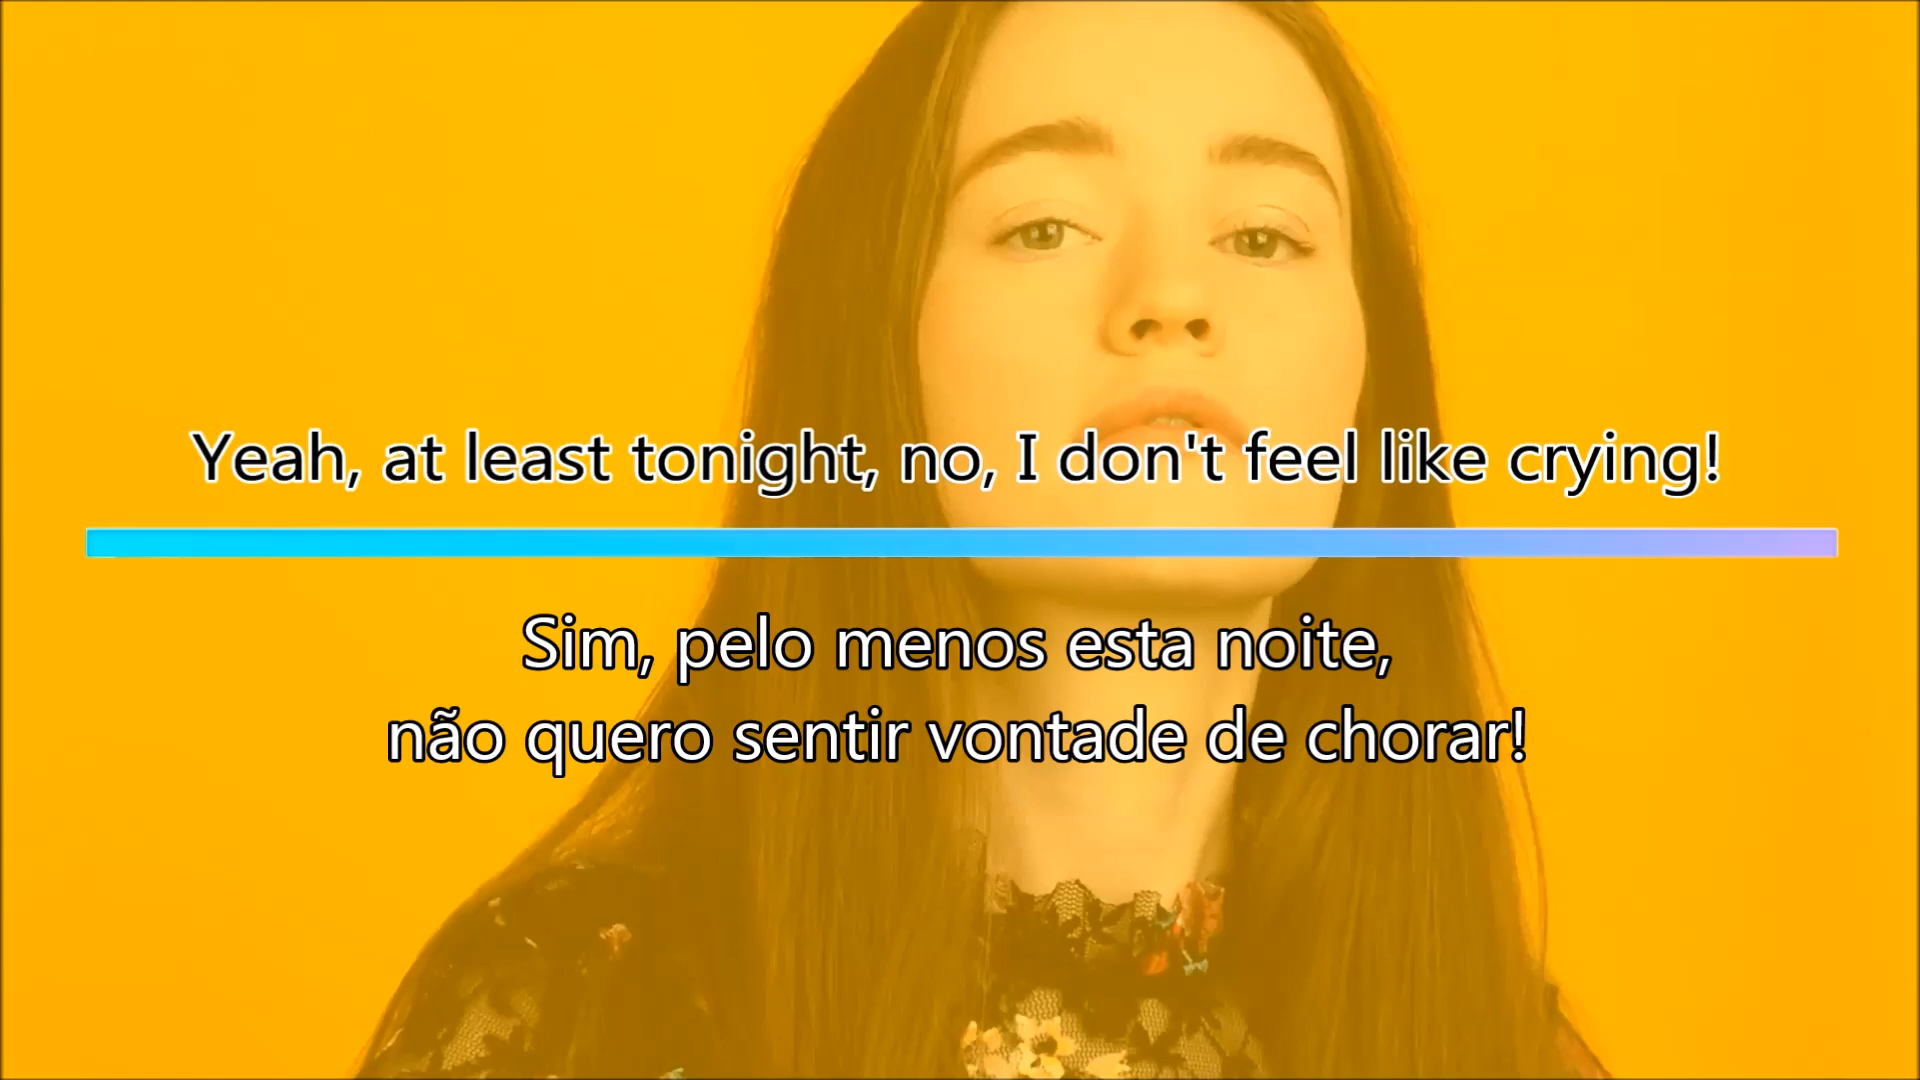 Yeah, at least tonight, no, I don't feel like crying!
Sim, pelo menos esta noite,
não quero sentir vontade de chorar!